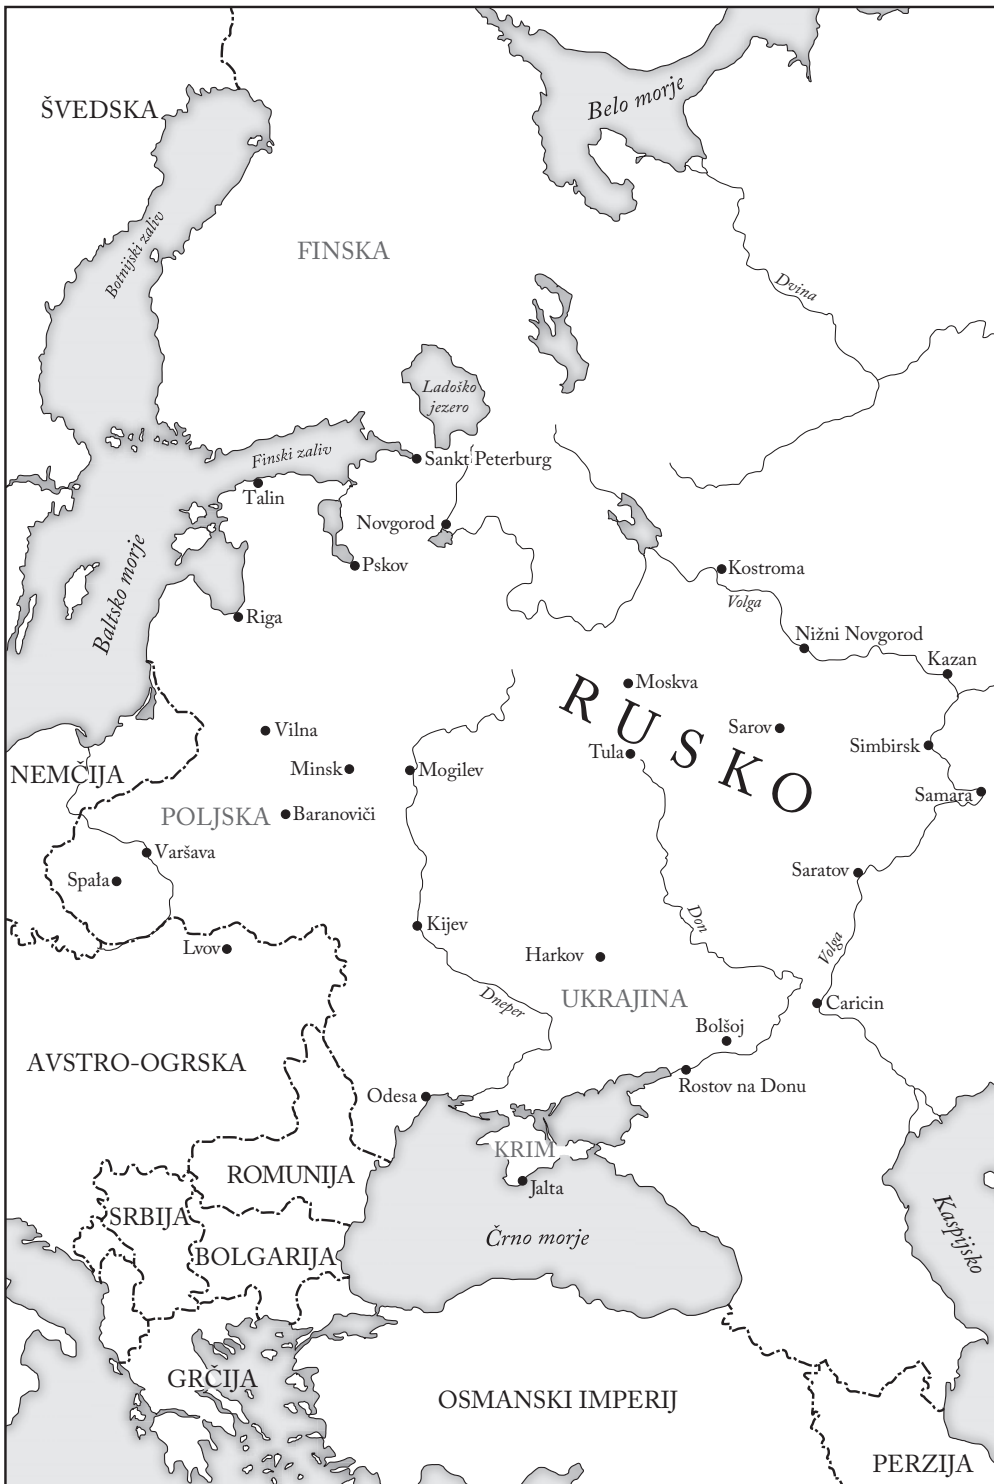 Belo morje
ŠVEDSKA
Botnijski zaliv
FINSKA
Dvina
Ladoško
jezero
Finski zaliv
Sankt Peterburg
Talin
Novgorod
Pskov
Baltsko morje
Kostroma
Volga
Riga
Nižni Novgorod
Kazan
Moskva
RUSKO
Sarov
Vilna
Simbirsk
Tula
NEMČIJA
Minsk
Mogilev
Samara
POLJSKA
Baranoviči
Varšava
Saratov
Spała
Don
Kijev
Volga
Lvov
Harkov
UKRAJINA
Dneper
Caricin
Bolšoj
AVSTRO-OGRSKA
Rostov na Donu
Odesa
KRIM
ROMUNIJA
Jalta
SRBIJA
Kaspijsko
Črno morje
BOLGARIJA
GRČIJA
OSMANSKI IMPERIJ
PERZIJA